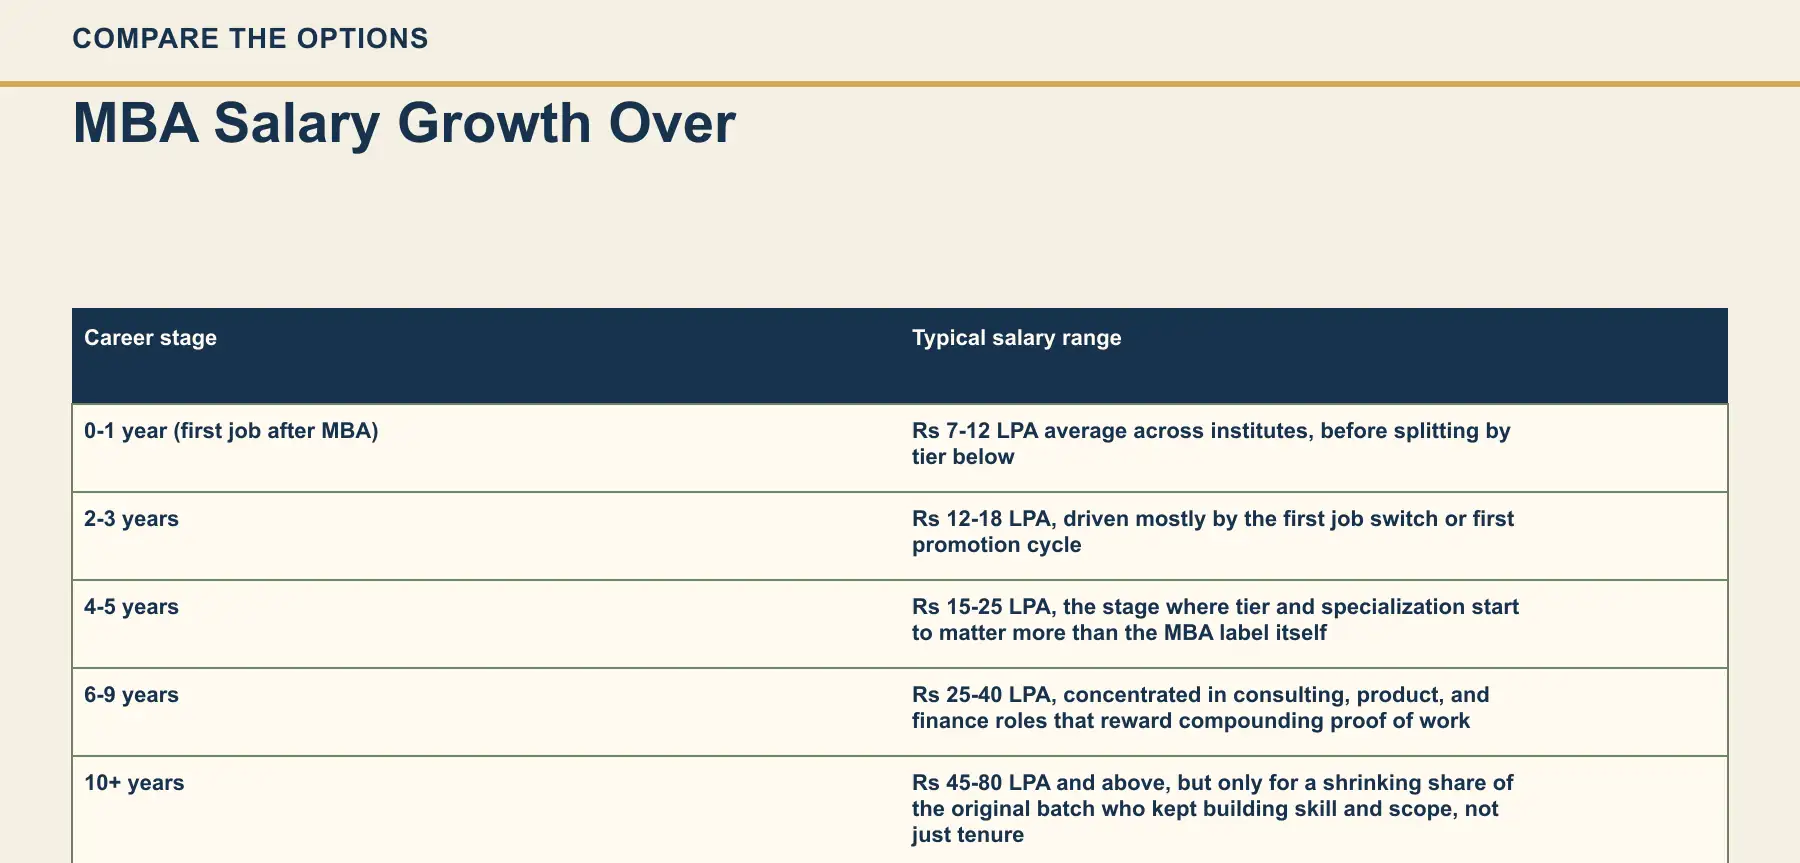 COMPARE THE OPTIONS
MBA Salary Growth Over
Career stage
Typical salary range
0-1 year (first job after MBA)
Rs 7-12 LPA average across institutes, before splitting by
tier below
2-3 years
Rs 12-18 LPA, driven mostly by the first job switch or first
promotion cycle
4-5 years
Rs 15-25 LPA, the stage where tier and specialization start
to matter more than the MBA label itself
6-9 years
Rs 25-40 LPA, concentrated in consulting, product, and
finance roles that reward compounding proof of work
10+ years
Rs 45-80 LPA and above, but only for a shrinking share of
the original batch who kept building skill and scope, not
just tenure